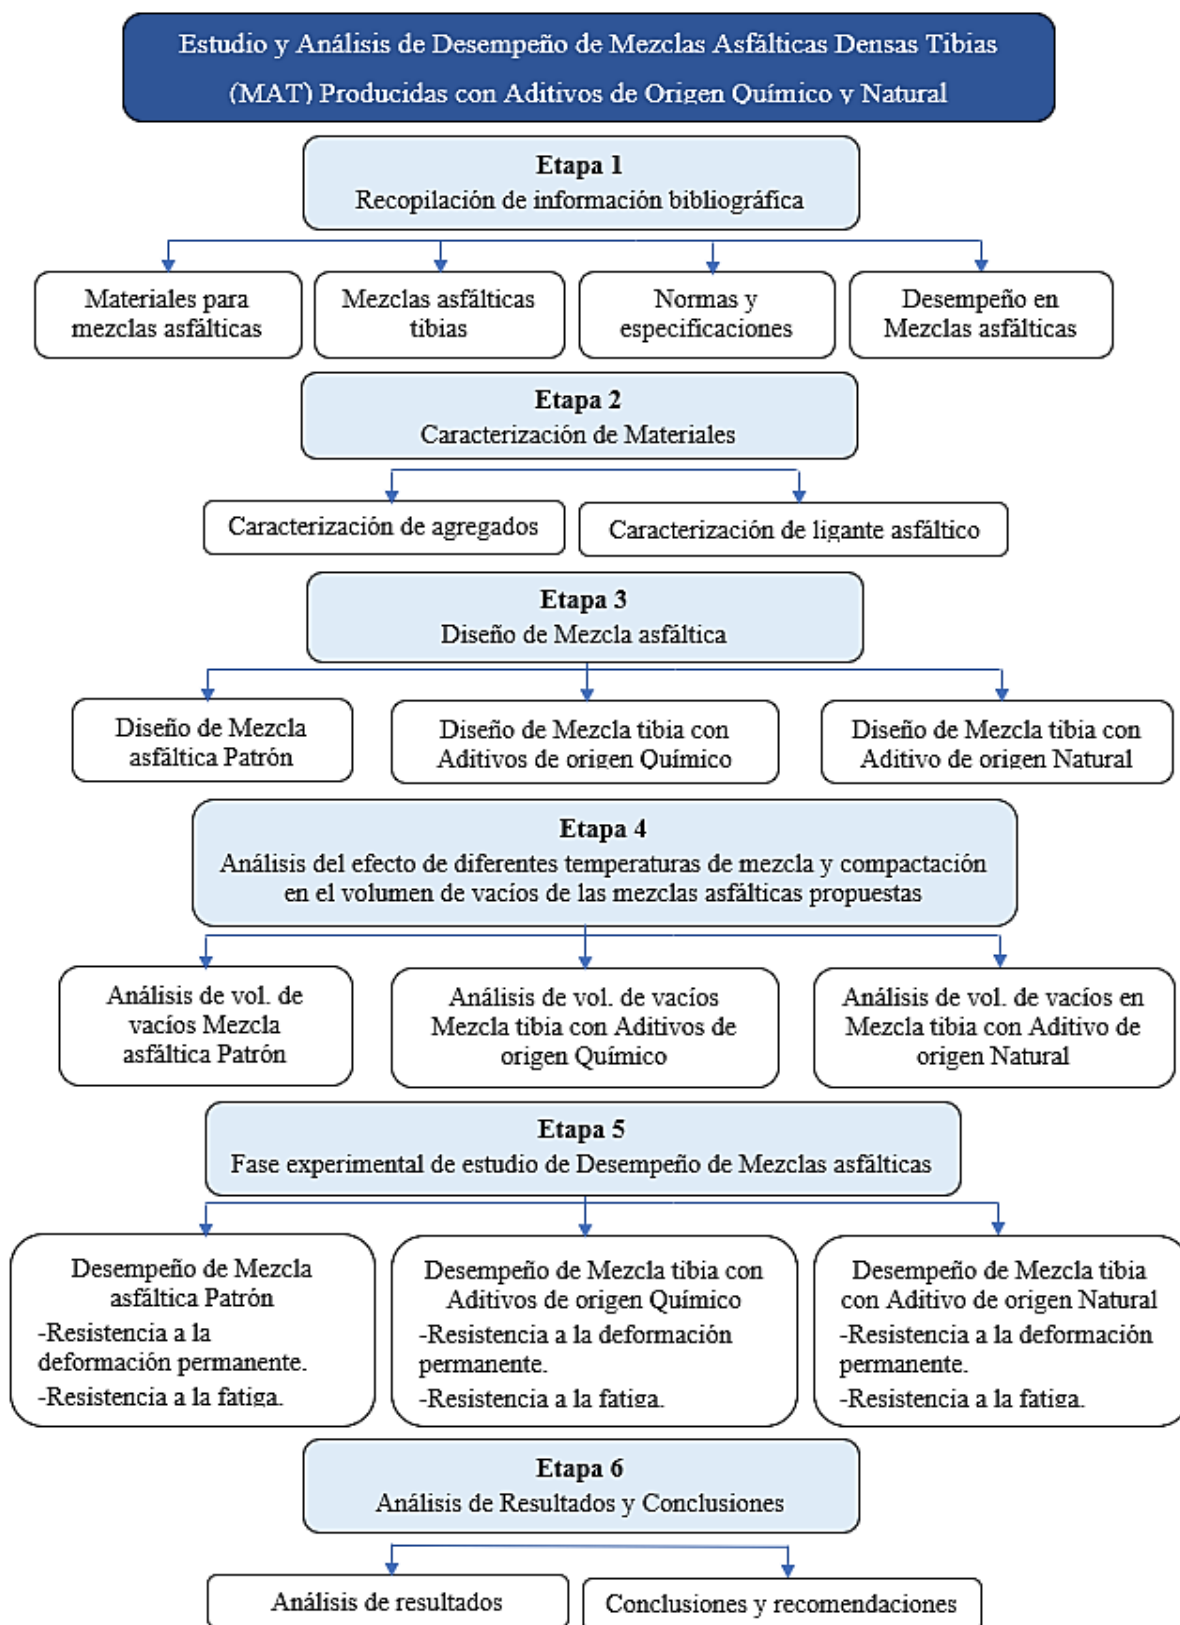 Estudio y Análisis de Desempeño de Mezclas Asfálticas Densas Tibias
(MAT) Producidas con Aditivos de Origen Químico y Natural
Etapa 1
Recopilación de información bibliográfica
Materiales para
mezclas asfálticas
Mezclas asfálticas
tibias
Normas y
especificaciones
Desempeño en
Mezclas asfálticas
Etapa 2
Caracterización de Materiales
Caracterización de agregados
Caracterización de ligante asfáltico
Etapa 3
Diseño de Mezcla asfáltica
Diseño de Mezcla
asfáltica Patrón
Diseño de Mezcla tibia con
Aditivos de origen Químico
Diseño de Mezcla tibia con
Aditivo de origen Natural
Etapa 4
Análisis del efecto de diferentes temperaturas de mezcla y compactación
en el volumen de vacíos de las mezclas asfálticas propuestas
Análisis de vol. de
vacíos Mezcla
asfáltica Patrón
Análisis de vol. de vacíos
Mezcla tibia con Aditivos de
origen Químico
Análisis de vol. de vacíos en
Mezcla tibia con Aditivo de
origen Natural
Etapa 5
Fase experimental de estudio de Desempeño de Mezclas asfálticas
Desempeño de Mezcla
asfáltica Patrón
-Resistencia a la
deformación permanente.
-Resistencia a la fatiga.
Desempeño de Mezcla tibia con
Aditivos de origen Químico
-Resistencia a la deformación
permanente.
-Resistencia a la fatiga.
Desempeño de Mezcla tibia
con Aditivo de origen Natural
-Resistencia a la deformación
permanente.
-Resistencia a la fatiga.
Etapa 6
Análisis de Resultados y Conclusiones
Análisis de resultados
Conclusiones y recomendaciones